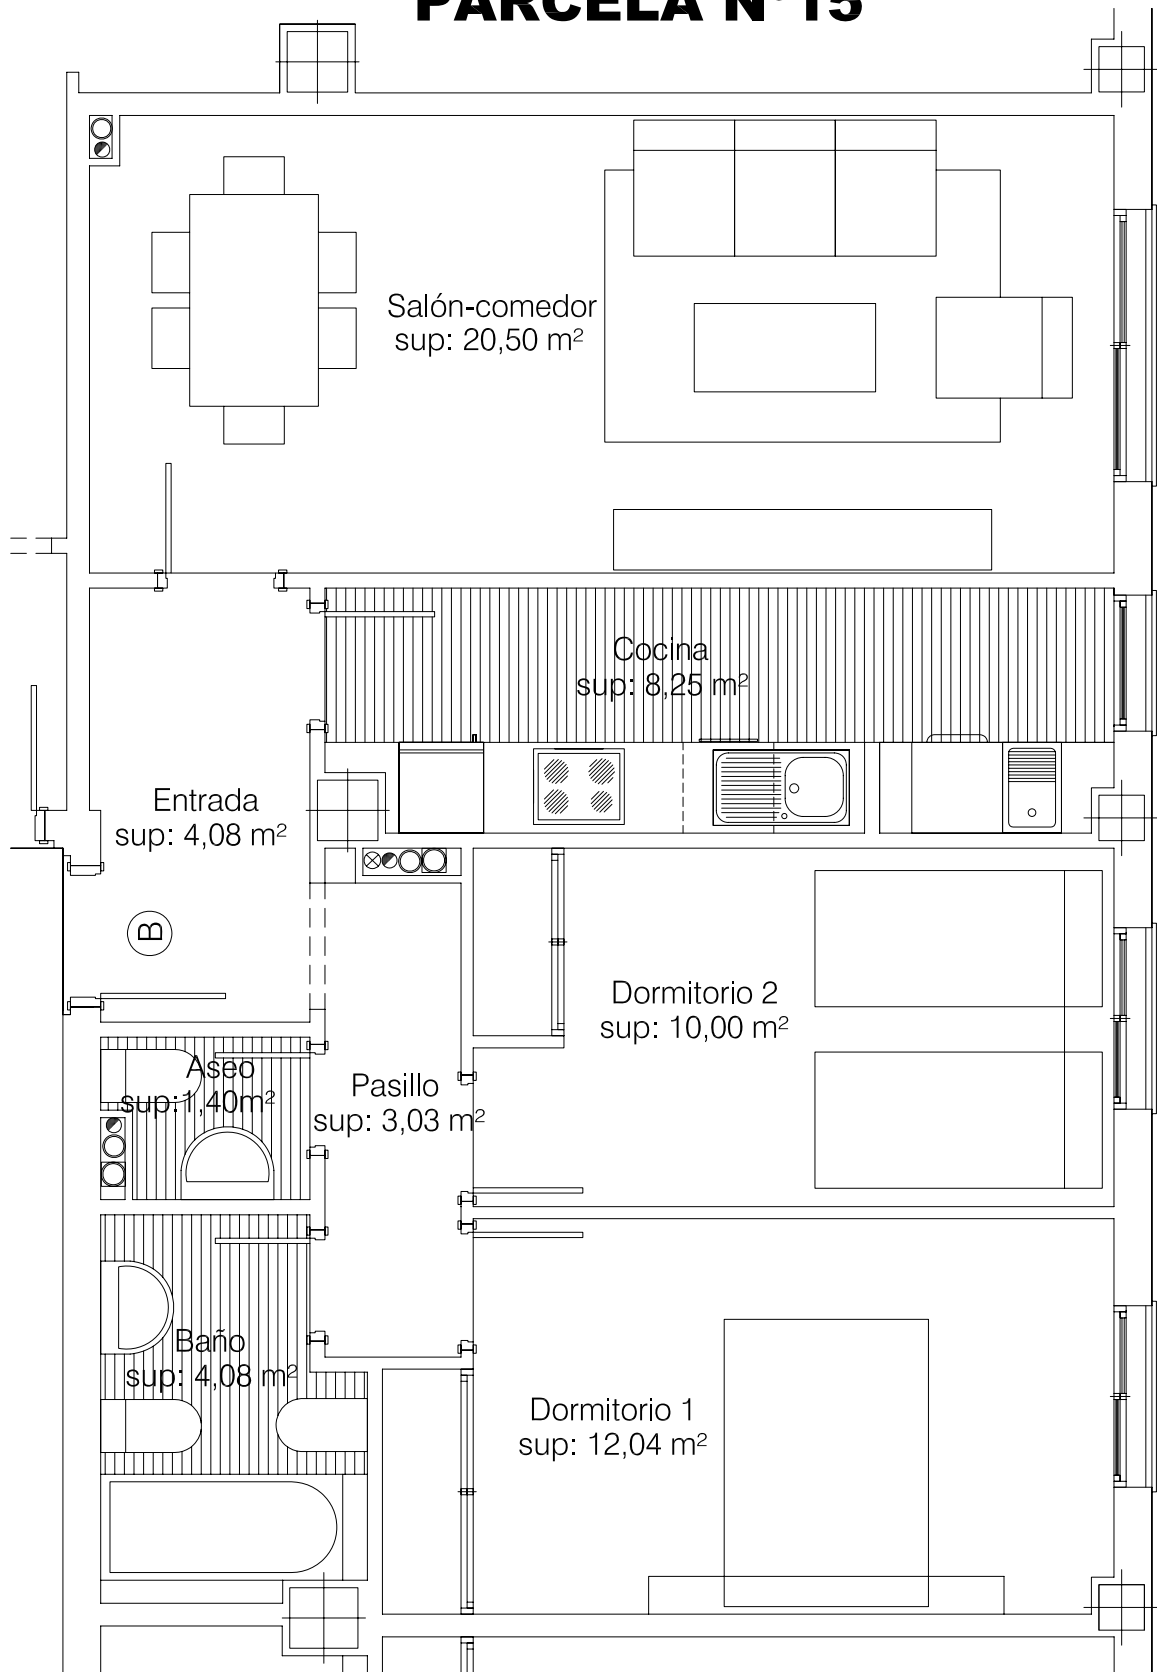 PARCELA Nº15
Salón-comedor
sup: 20,50 m²
Cocina
sup: 8,25 m²
Entrada
sup: 4,08 m²
B
Dormitorio 2
sup: 10,00 m²
Aseo
sup:1,40m²
Pasillo
sup: 3,03 m²
Baño
sup: 4,08 m²
Dormitorio 1
sup: 12,04 m²